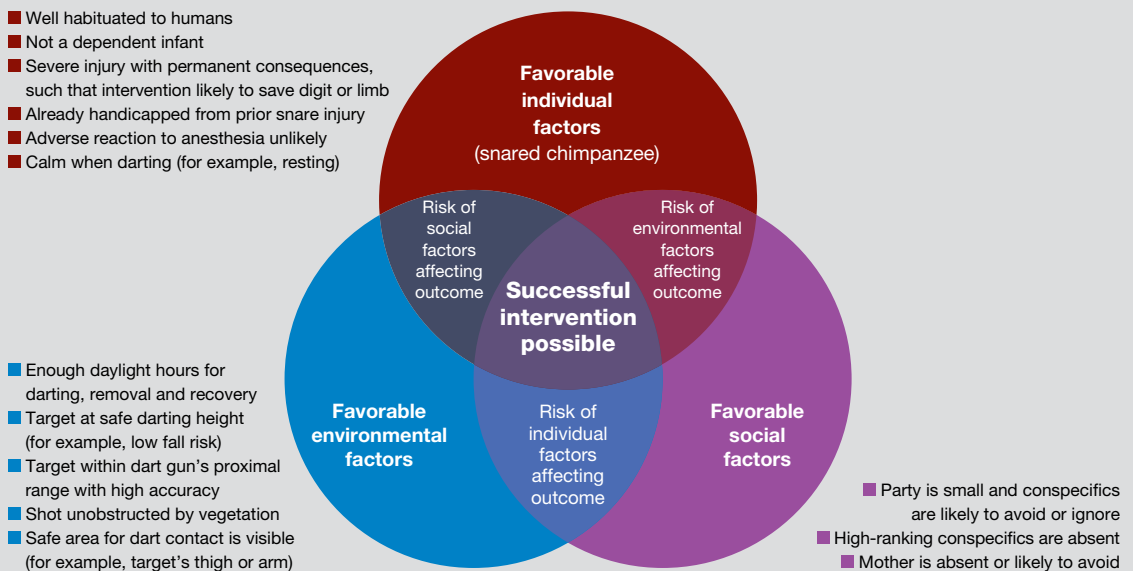 Well habituated to humans
Not a dependent infant
Severe injury with permanent consequences,
such that intervention likely to save digit or limb
Already handicapped from prior snare injury
Adverse reaction to anesthesia unlikely
Calm when darting (for example, resting)
Favorable
individual
factors
(snared chimpanzee)
Risk of
social
factors
affecting
outcome
Risk of
environmental
factors
affecting
outcome
Successful
intervention
possible
Enough daylight hours for
darting, removal and recovery
Target at safe darting height
(for example, low fall risk)
Target within dart gun’s proximal
range with high accuracy
Shot unobstructed by vegetation
Safe area for dart contact is visible
(for example, target’s thigh or arm)
Favorable
environmental
factors
Risk of
individual
factors
affecting
outcome
Favorable
social
factors
Party is small and conspecifics
are likely to avoid or ignore
High-ranking conspecifics are absent
Mother is absent or likely to avoid